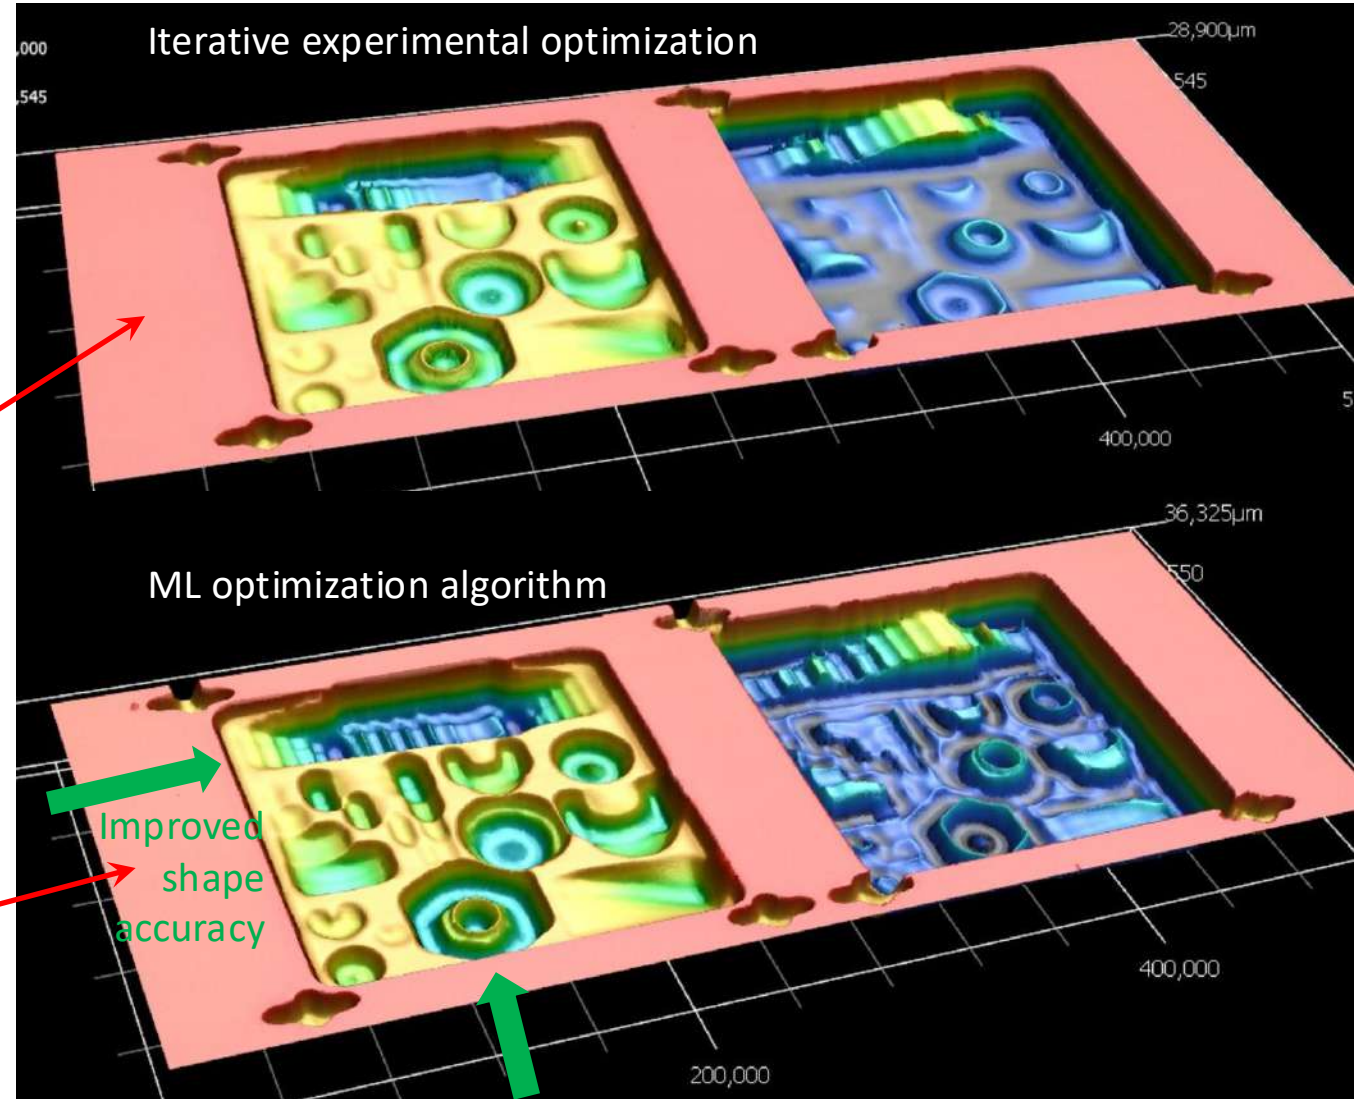 Iterative experimental optimization
28,900µm
,000
545
,545
400,000
5
ML optimization algorithm
36,325µm
550
Improved
shape
accuracy
400,000
200,000